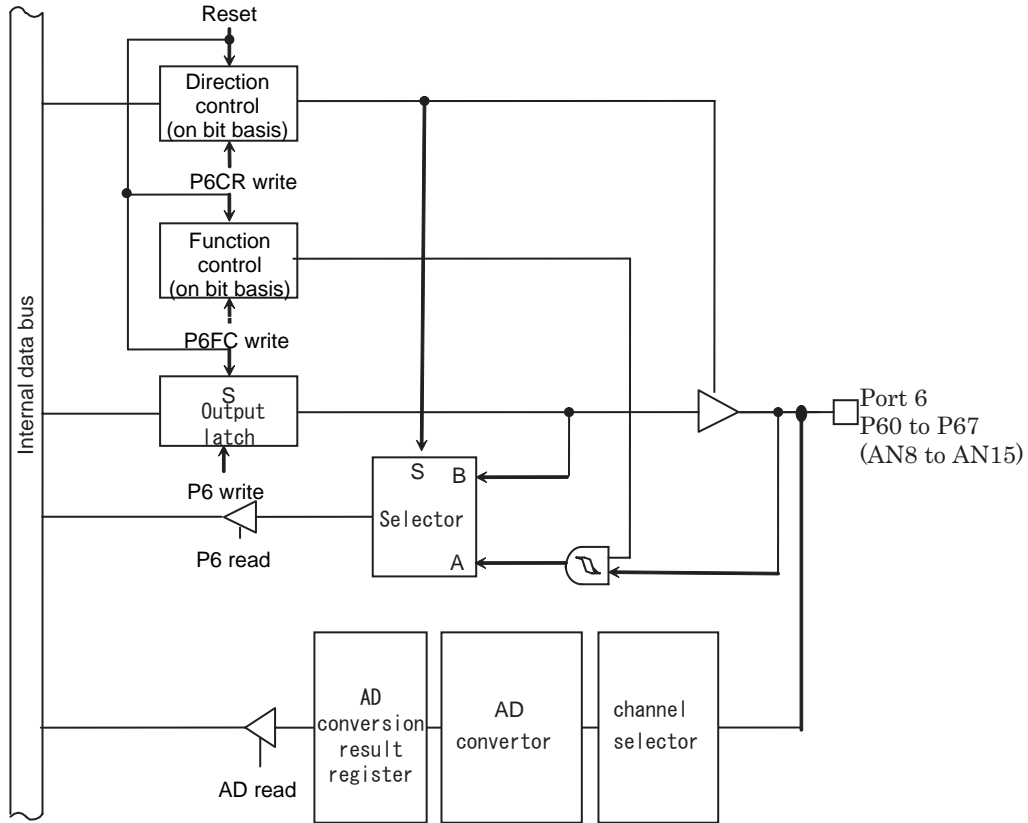 Reset
Direction
control
(on bit basis)
P6CR write
Function
control
(on bit basis)
P6FC write
S
Output
latch
P6 write
Internal data bus
Port 6
P60 to P67
(AN8 to AN15)
S
B
Selector
A
P6 read
AD
conversion
result
register
AD
convertor
channel
selector
AD read